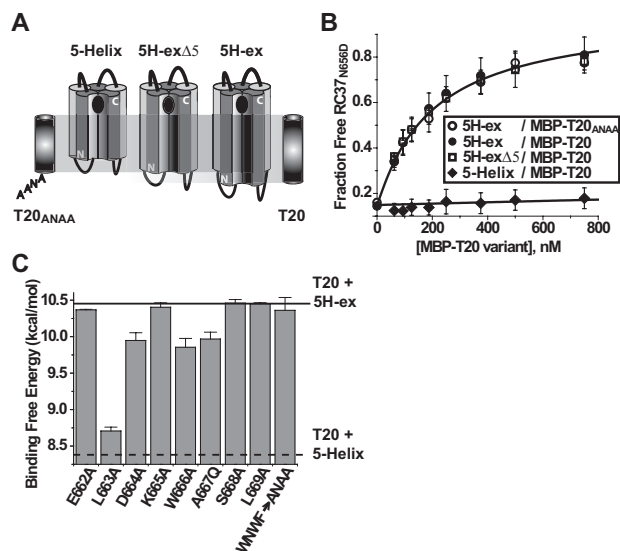 A
5-Helix 5H-exΔ5 5H-ex
C C C
N N
AANA
T20ANAA T20
B
Fraction Free RC37N656D
0.8
0.6
0.4
0.2
5H-ex / MBP-T20ANAA
5H-ex / MBP-T20
5H-exΔ5 / MBP-T20
5-Helix / MBP-T20
0 200 400 600 800
[MBP-T20 variant], nM
C
Binding Free Energy (kcal/mol)
10.5
10.0
9.5
9.0
8.5
T20 +
5H-ex
T20 +
5-Helix
E662A
L663A
D664A
K665A
W666A
A667Q
S668A
L669A
WNWF➔ANAA